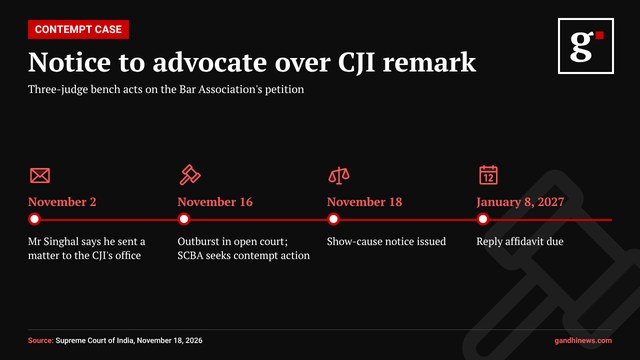 CONTEMPT CASE
g
Notice to advocate over CJI remark
Three-judge bench acts on the Bar Association's petition
12
November 2
Mr Singhal says he sent a
matter to the CJI's office
November 16
Outburst in open court;
SCBA seeks contempt action
November 18
Show-cause notice issued
January 8, 2027
Reply affidavit due
Source: Supreme Court of India, November 18, 2026
gandhinews.com